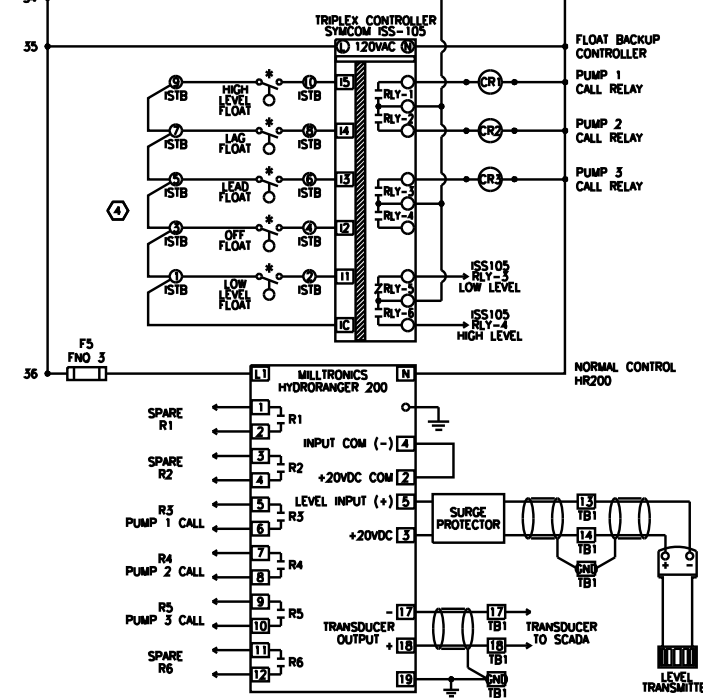 TRIPLEX CONTROLLER
SYMCOM ISS-105
35
L 120VAC N
FLOAT BACKUP
CONTROLLER
9
ISTB
HIGH
LEVEL
FLOAT
*
10
ISTB
I5
RLY-1
CR1
PUMP 1
CALL RELAY
7
ISTB
LAG
FLOAT
*
8
ISTB
I4
RLY-2
CR2
PUMP 2
CALL RELAY
5
ISTB
LEAD
FLOAT
*
6
ISTB
I3
RLY-3
CR3
PUMP 3
CALL RELAY
4
3
ISTB
OFF
FLOAT
*
4
ISTB
I2
RLY-4
1
ISTB
LOW
LEVEL
FLOAT
*
2
ISTB
I1
RLY-5
ISS105
RLY-3
LOW LEVEL
IC
RLY-6
ISS105
RLY-4
HIGH LEVEL
F5
FNQ 3
36
L1
MILLTRONICS
HYDRORANGER 200
N
NORMAL CONTROL
HR200
SPARE
R1
1
2
R1
INPUT COM (-) 4
SPARE
R2
3
4
R2
+20VDC COM 2
R3
PUMP 1 CALL
5
6
R3
LEVEL INPUT (+) 5
+20VDC 3
SURGE
PROTECTOR
13
TB1
14
TB1
GND
TB1
+ -
R4
PUMP 2 CALL
7
8
R4
R5
PUMP 3 CALL
9
10
R5
TRANSDUCER
OUTPUT
- 17
+ 18
17
TB1
18
TB1
TRANSDUCER
TO SCADA
SPARE
R6
11
12
R6
19
GND
TB1
LEVEL
TRANSMITTE